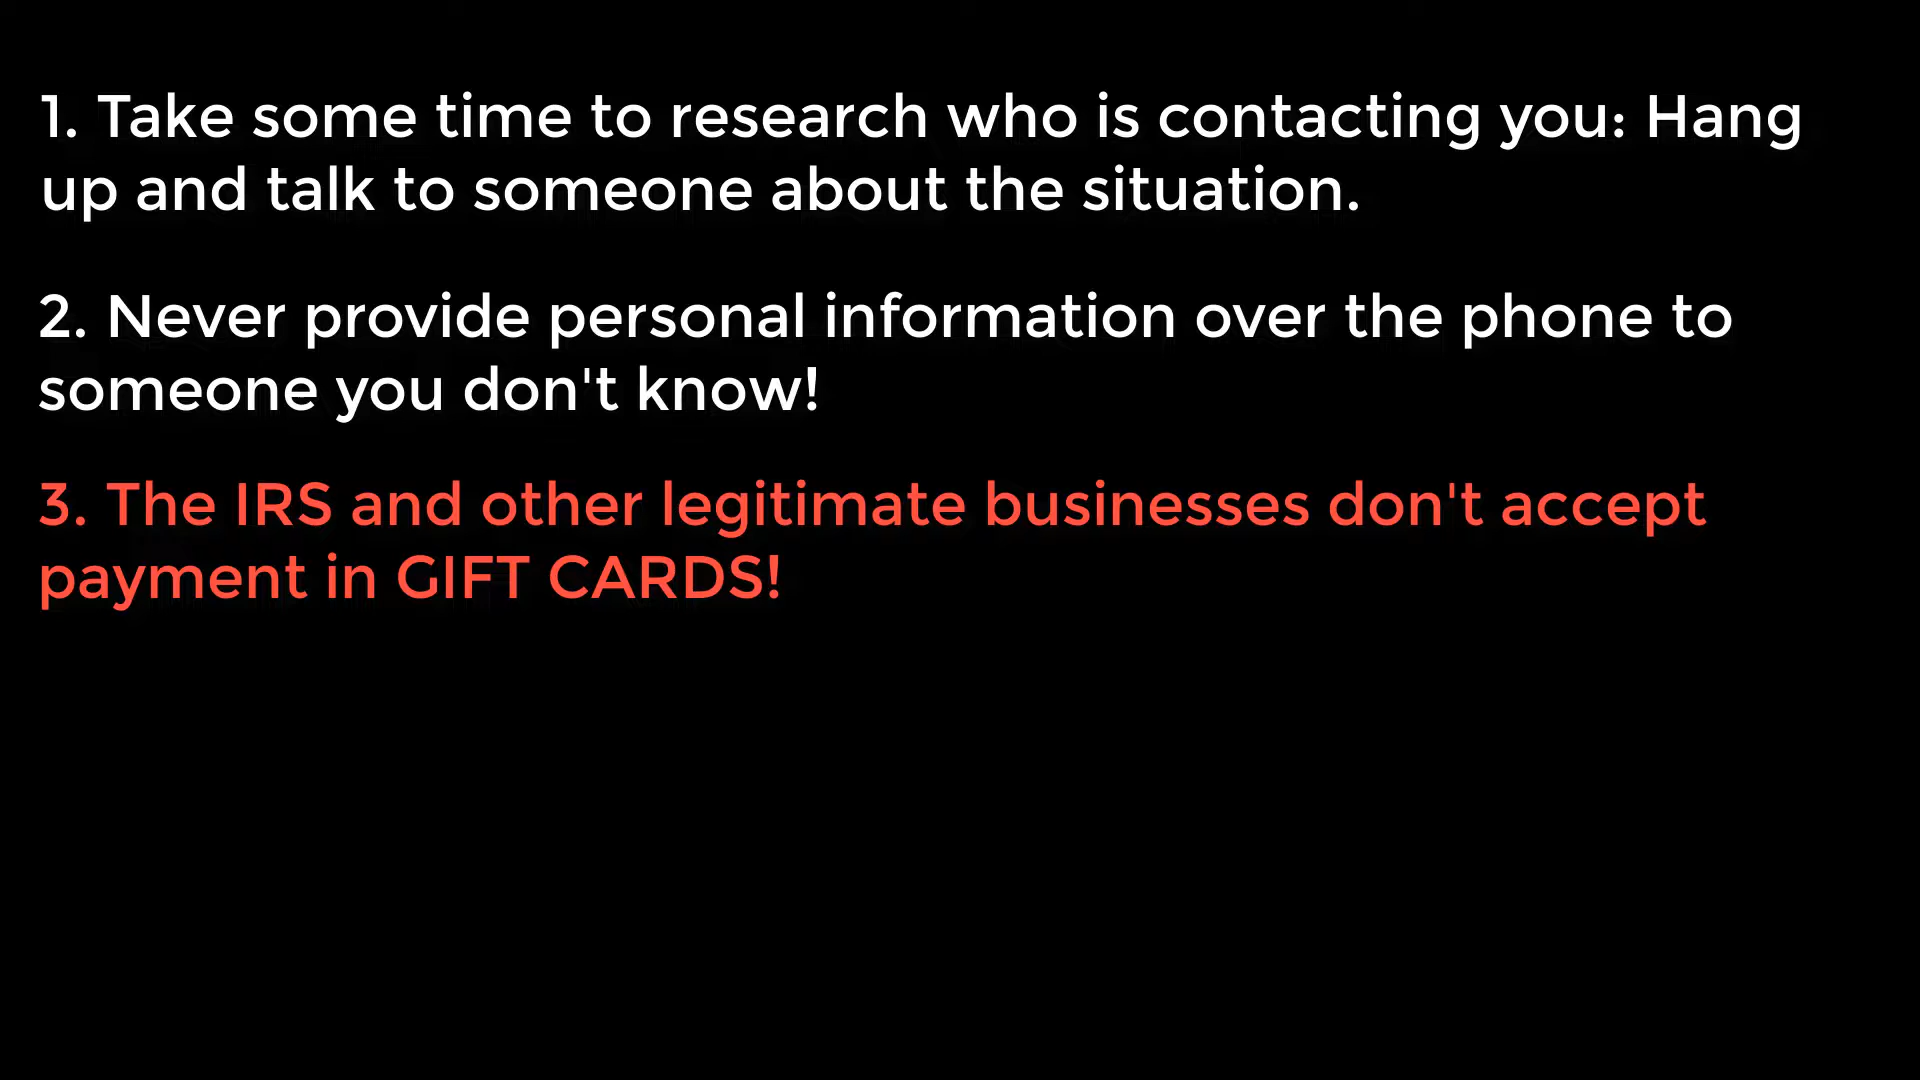 1. Take some time to research who is contacting you: Hang
up and talk to someone about the situation.
2. Never provide personal information over the phone to
someone you don't know!
3. The IRS and other legitimate businesses don't accept
payment in GIFT CARDS!